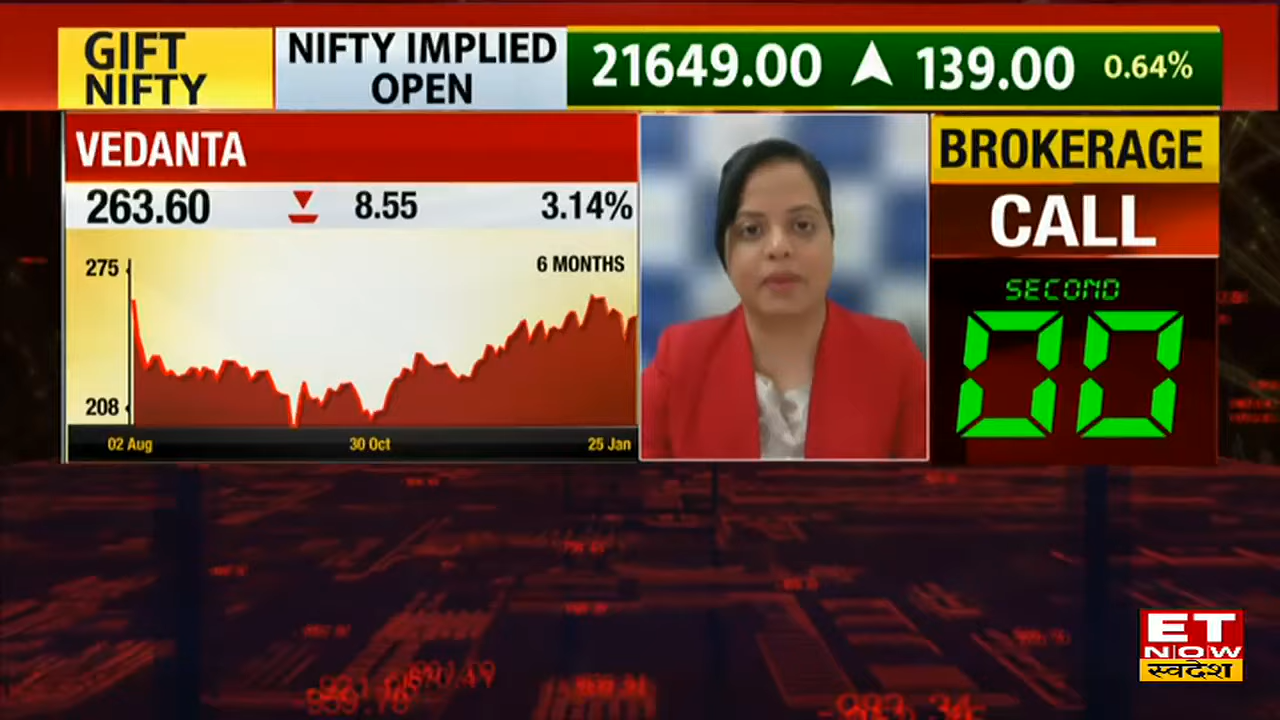 GIFT
NIFTY
NIFTY IMPLIED
OPEN
21649.00 139.00 0.64%
VEDANTA
263.60 8.55 3.14%
6 MONTHS
275
208
02 Aug 30 Oct 25 Jan
BROKERAGE
CALL
SECOND
00
ET
NOW
स्वदेश